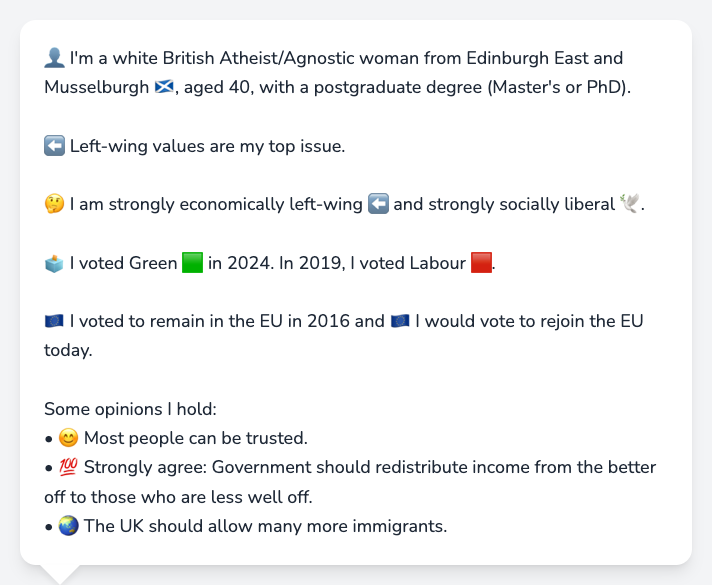 👤 I'm a white British Atheist/Agnostic woman from Edinburgh East and
Musselburgh 🏴󠁧󠁢󠁳󠁣󠁴󠁿, aged 40, with a postgraduate degree (Master's or PhD).
⬅️ Left-wing values are my top issue.
🤔 I am strongly economically left-wing ⬅️ and strongly socially liberal 🕊️.
🗳️ I voted Green 🟩 in 2024. In 2019, I voted Labour 🟥.
🇪🇺 I voted to remain in the EU in 2016 and 🇪🇺 I would vote to rejoin the EU
today.
Some opinions I hold:
• 😊 Most people can be trusted.
• 💯 Strongly agree: Government should redistribute income from the better
off to those who are less well off.
• 🌏 The UK should allow many more immigrants.